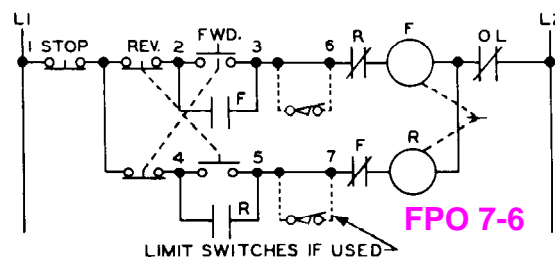 L1 L2
FWD.
1 STOP REV. 2 3 6 R F OL
F
4 5 7 F R
R
FPO 7-6
LIMIT SWITCHES IF USED